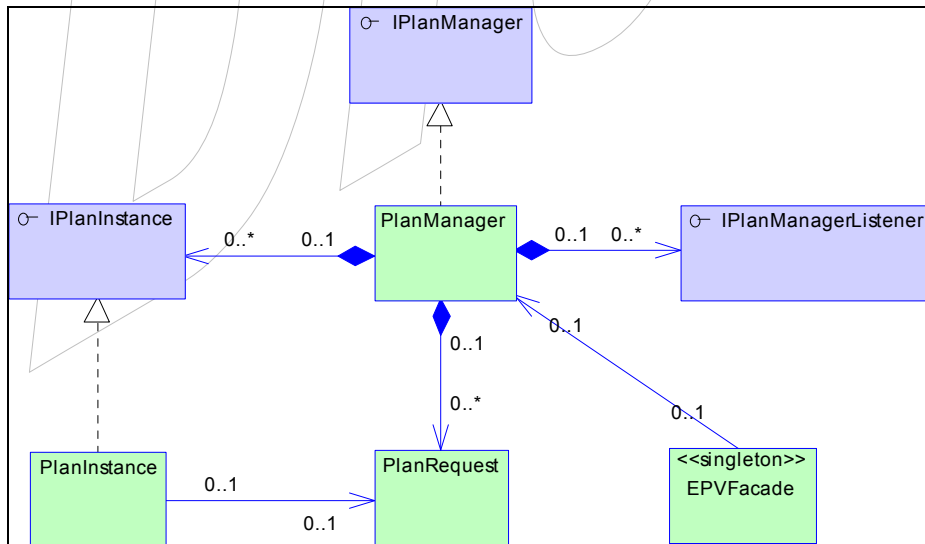 IPlanManager
IPlanInstance
PlanManager
IPlanManagerListener
0..*
0..1
0..1
0..*
0..1
0..1
0..*
0..1
PlanInstance
PlanRequest
<<singleton>>
EPVFacade
0..1
0..1